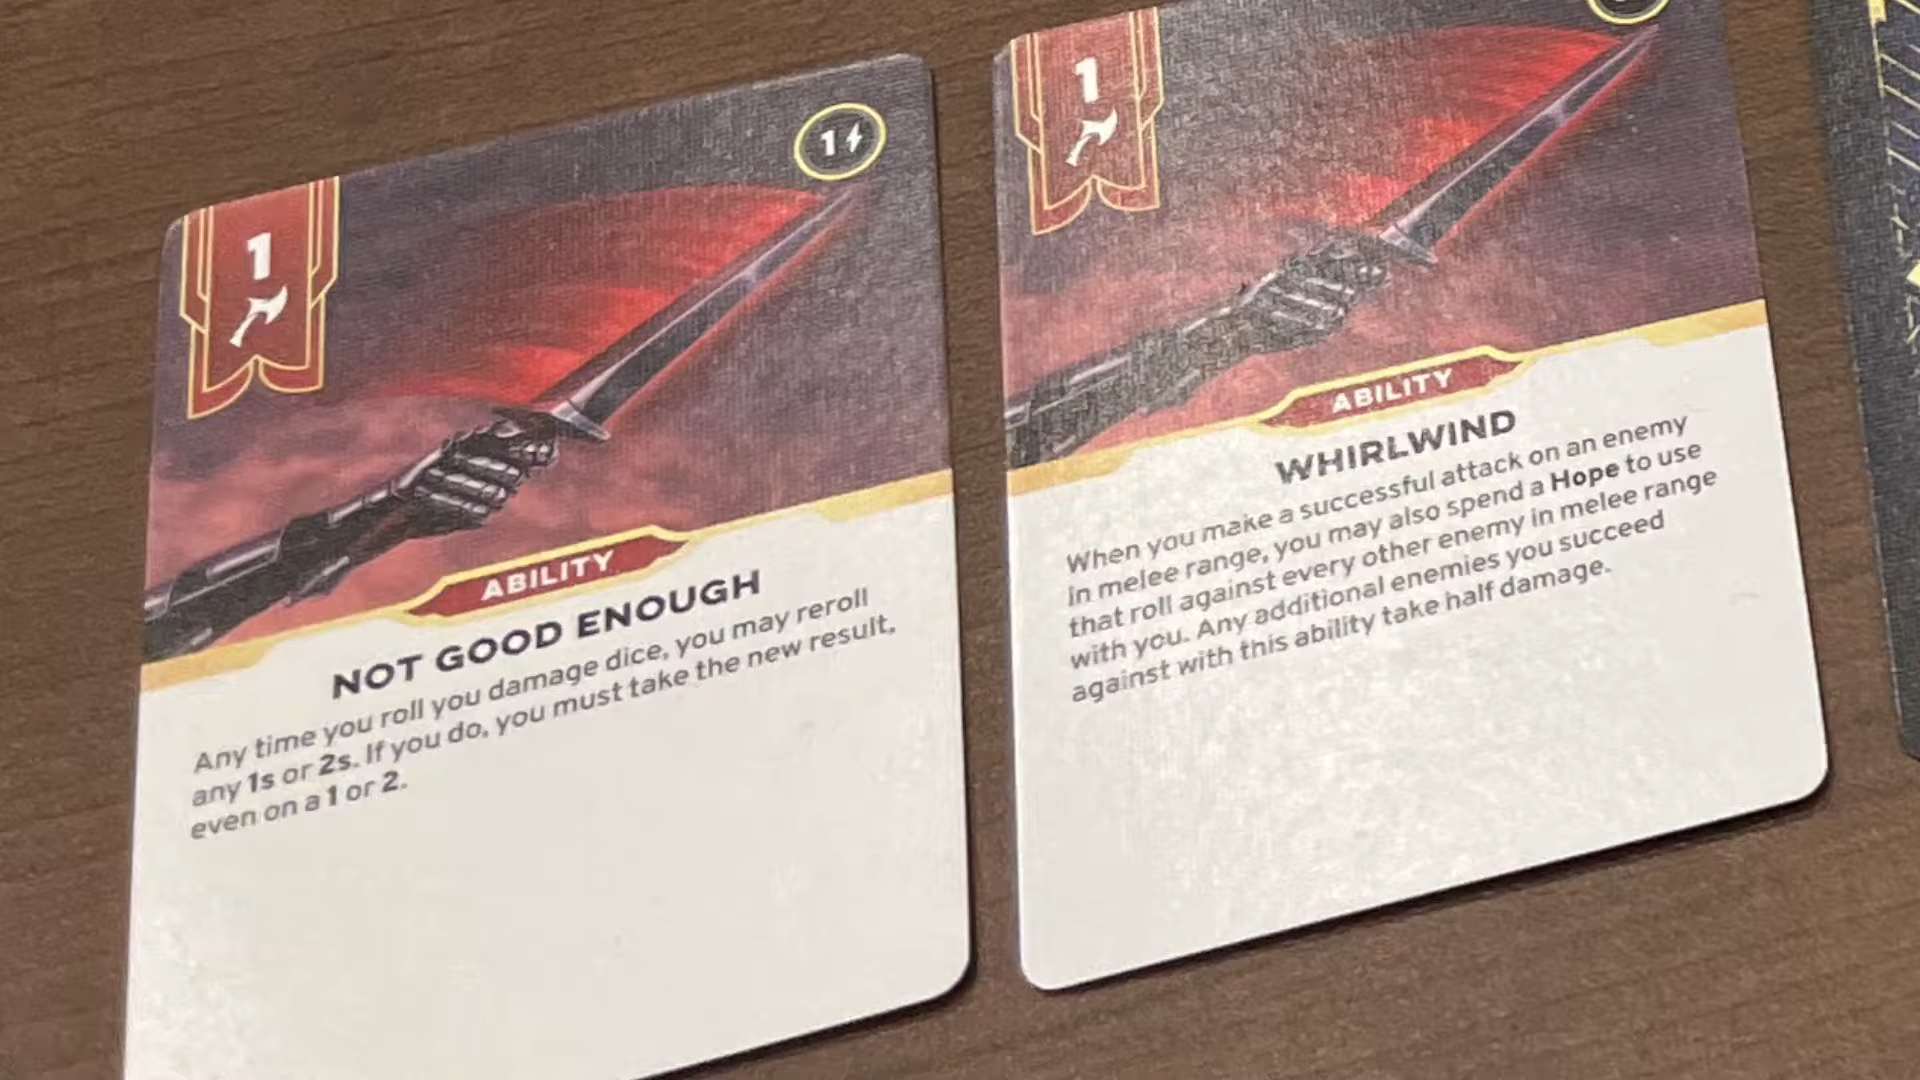 1
1
ABILITY
NOT GOOD ENOUGH
Any time you roll you damage dice, you may reroll
any 1s or 2s. If you do, you must take the new result,
even on a 1 or 2.
1
ABILITY
WHIRLWIND
When you make a successful attack on an enemy
in melee range, you may also spend a Hope to use
that roll against every other enemy in melee range
with you. Any additional enemies you succeed
against with this ability take half damage.